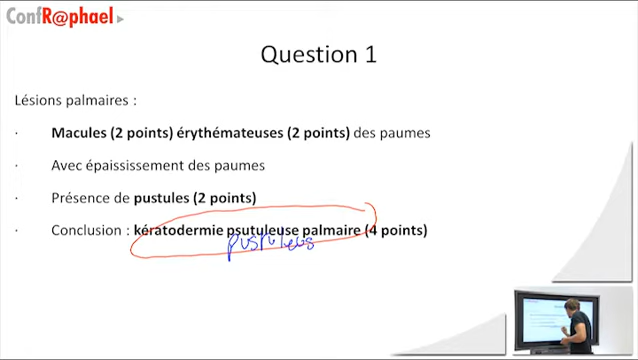 ConfR@phael
Question 1
Lésions palmaires :
· Macules (2 points) érythémateuses (2 points) des paumes
· Avec épaississement des paumes
· Présence de pustules (2 points)
· Conclusion : kératodermie psutuleuse palmaire (4 points)
pustuleus